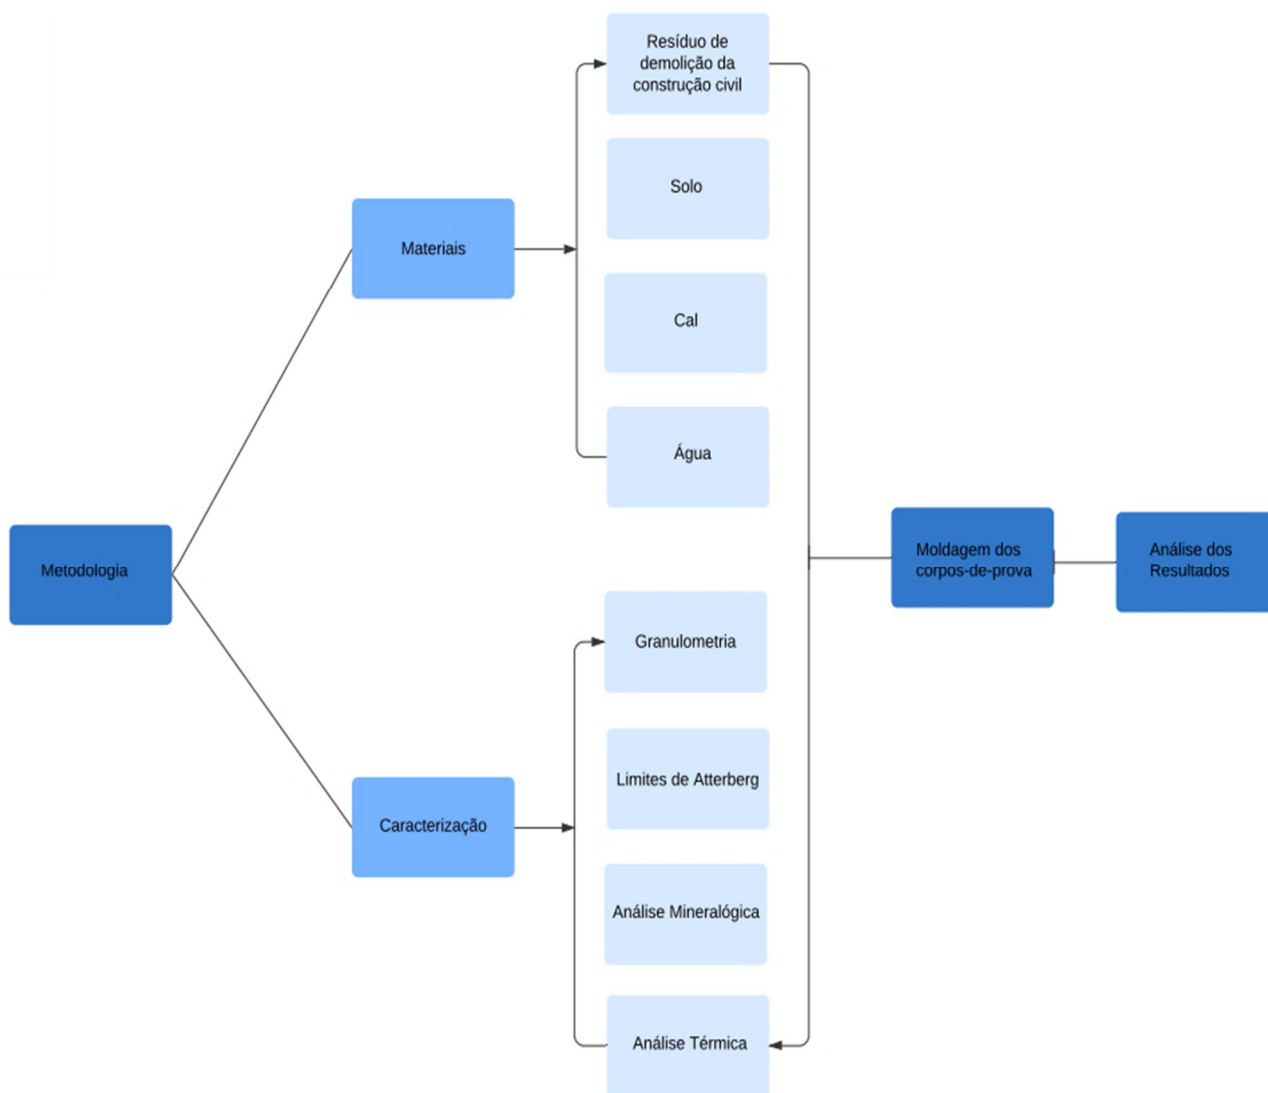 Metodologia
Materiais
Resíduo de
demolição da
construção civil
Solo
Cal
Água
Caracterização
Granulometria
Limites de Atterberg
Análise Mineralógica
Análise Térmica
Moldagem dos
corpos-de-prova
Análise dos
Resultados